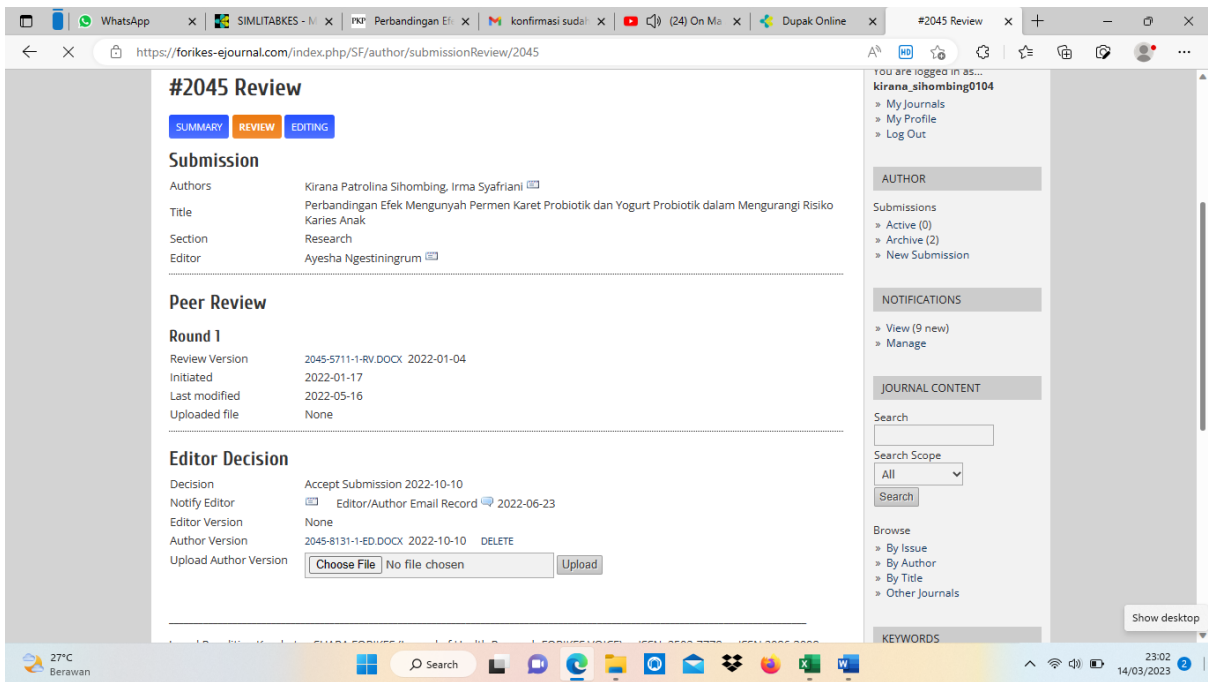 WhatsApp
SIMLITABKES - M
PKP Perbandingan Efe
konfirmasi sudah
(24) On Ma
Dupak Online
#2045 Review
https://forikes-ejournal.com/index.php/SF/author/submissionReview/2045
#2045 Review
SUMMARY REVIEW EDITING
Submission
Authors Kirana Patrolina Sihombing, Irma Syafriani
Title Perbandingan Efek Mengunyah Permen Karet Probiotik dan Yogurt Probiotik dalam Mengurangi Risiko
Karies Anak
Section Research
Editor Ayesha Ngestiningrum
Peer Review
Round 1
Review Version 2045-5711-1-RV.DOCX 2022-01-04
Initiated 2022-01-17
Last modified 2022-05-16
Uploaded file None
Editor Decision
Decision Accept Submission 2022-10-10
Notify Editor Editor/Author Email Record 2022-06-23
Editor Version None
Author Version 2045-8131-1-ED.DOCX 2022-10-10 DELETE
Upload Author Version Choose File No file chosen Upload
You are logged in as...
kirana_sihombing0104
» My Journals
» My Profile
» Log Out
AUTHOR
Submissions
» Active (0)
» Archive (2)
» New Submission
NOTIFICATIONS
» View (9 new)
» Manage
JOURNAL CONTENT
Search
Search Scope
All
Search
Browse
» By Issue
» By Author
» By Title
» Other Journals
KEYWORDS
Show desktop
27°C
Berawan
Search
23:02
14/03/2023
2